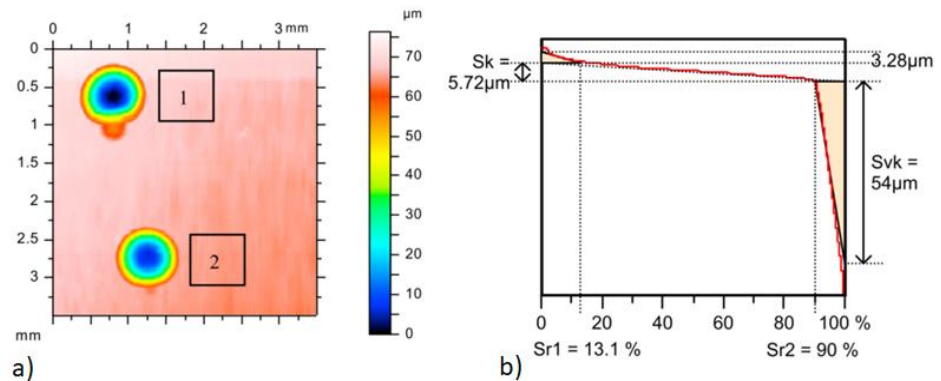 0 1 2 3 mm
µm
0
0.5
1
1.5
2
2.5
3
mm
1
2
70
60
50
40
30
20
10
0
a)
Sk =
5.72µm
3.28µm
Svk =
54µm
0 20 40 60 80 100 %
Sr1 = 13.1 % Sr2 = 90 %
b)